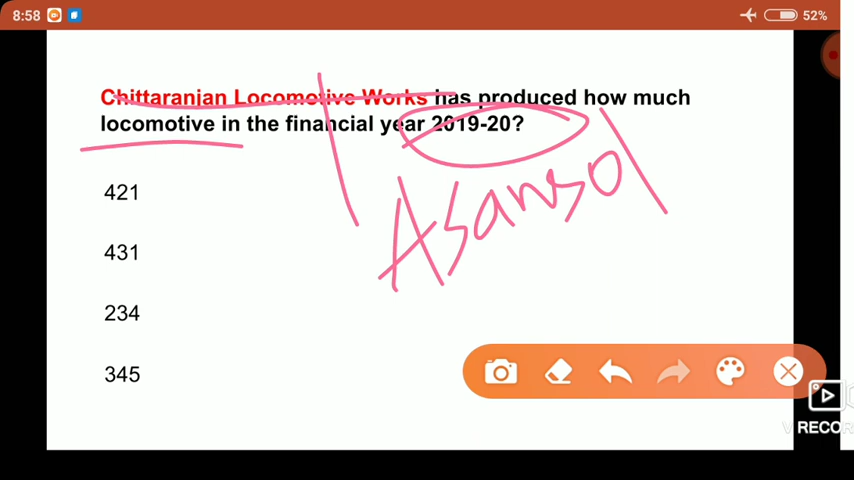 8:58
52%
Chittaranjan Locomotive Works has produced how much
locomotive in the financial year 2019-20?
Asansol
421
431
234
345
RECOR